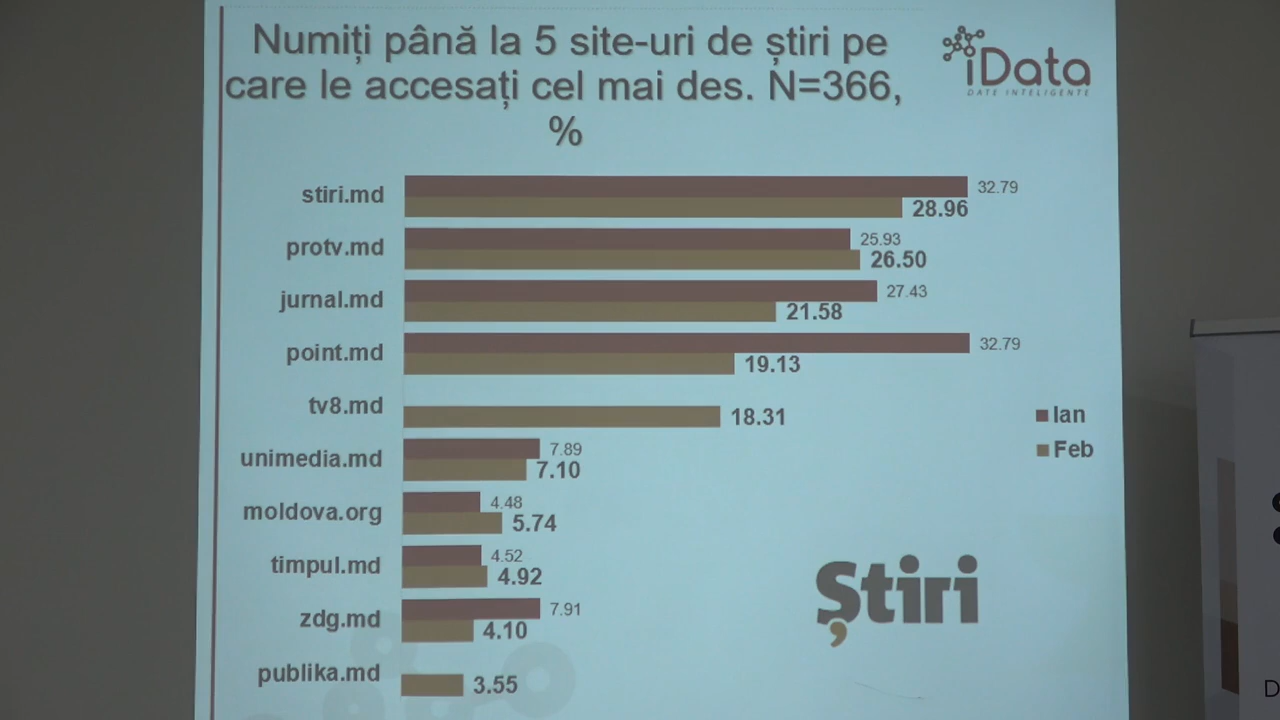 Numiți până la 5 site-uri de știri pe
care le accesați cel mai des. N=366,
%
iData
DATE INTELIGENTE
stiri.md 32.79
28.96
protv.md 25.93
26.50
jurnal.md 27.43
21.58
point.md 32.79
19.13
tv8.md 18.31
unimedia.md 7.89
7.10
moldova.org 4.48
5.74
timpul.md 4.52
4.92
zdg.md 7.91
4.10
publika.md 3.55
Ian
Feb
Știri